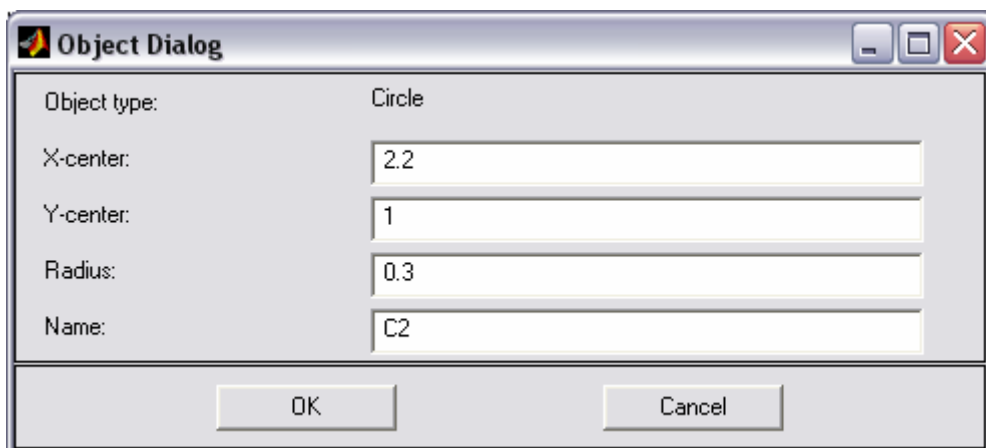 Object Dialog
Object type: Circle
X-center: 2.2
Y-center: 1
Radius: 0.3
Name: C2
OK Cancel